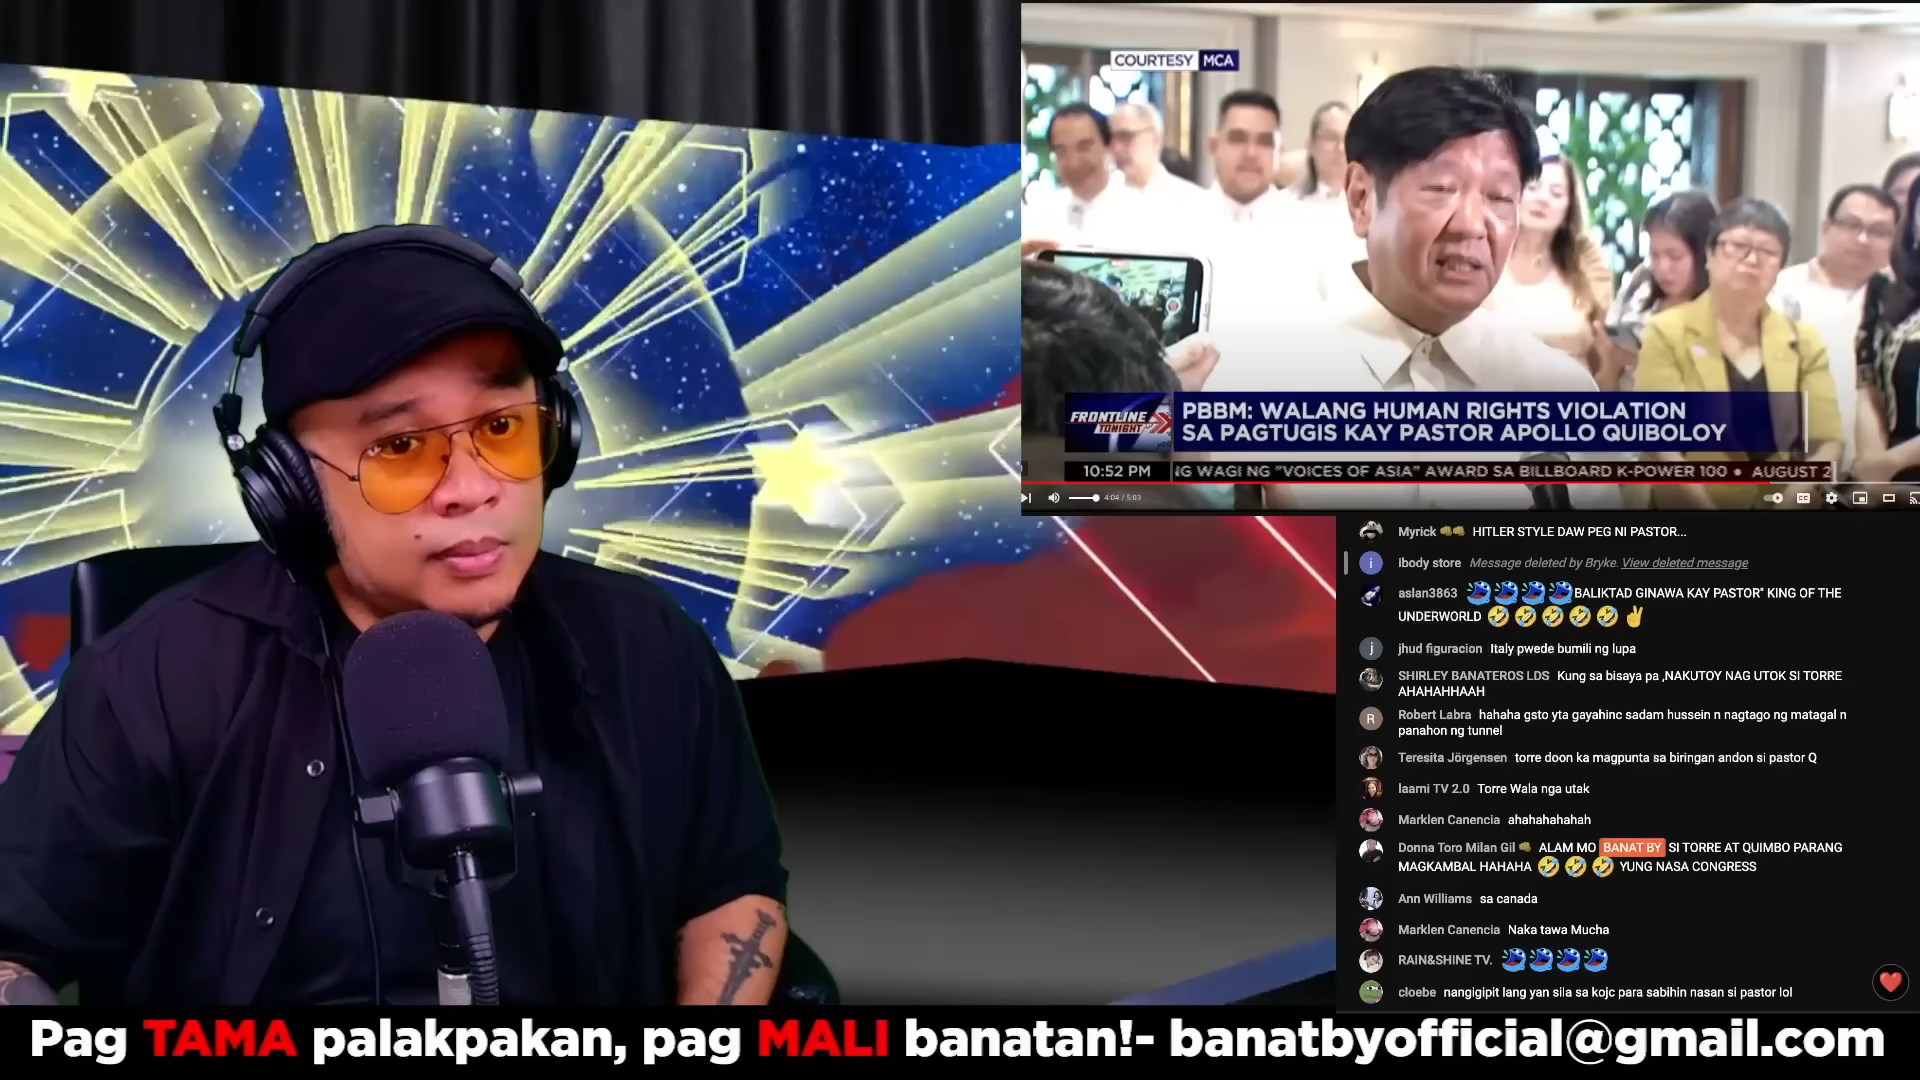 COURTESY MCA
FRONTLINE
TONIGHT
PBBM: WALANG HUMAN RIGHTS VIOLATION
SA PAGTUGIS KAY PASTOR APOLLO QUIBOLOY
10:52 PM
NG WAGI NG "VOICES OF ASIA" AWARD SA BILLBOARD K-POWER 100 • AUGUST 2
4:04 / 5:03
Myrick 👊👊 HITLER STYLE DAW PEG NI PASTOR...
ibody store Message deleted by Bryke. View deleted message
aslan3863 BALIKTAD GINAWA KAY PASTOR" KING OF THE
UNDERWORLD 🤣🤣🤣🤣🤣✌
jhud figuracion Italy pwede bumili ng lupa
SHIRLEY BANATEROS LDS Kung sa bisaya pa ,NAKUTOY NAG UTOK SI TORRE
AHAHAHHAAH
Robert Labra hahaha gsto yta gayahinc sadam hussein n nagtago ng matagal n
panahon ng tunnel
Teresita Jörgensen torre doon ka magpunta sa biringan andon si pastor Q
laarni TV 2.0 Torre Wala nga utak
Marklen Canencia ahahahahahah
Donna Toro Milan Gil 👊 ALAM MO BANAT BY SI TORRE AT QUIMBO PARANG
MAGKAMBAL HAHAHA 🤣🤣🤣 YUNG NASA CONGRESS
Ann Williams sa canada
Marklen Canencia Naka tawa Mucha
RAIN&SHINE TV.
cloebe nangigipit lang yan sila sa kojc para sabihin nasan si pastor lol
Pag TAMA palakpakan, pag MALI banatan!- banatbyofficial@gmail.com